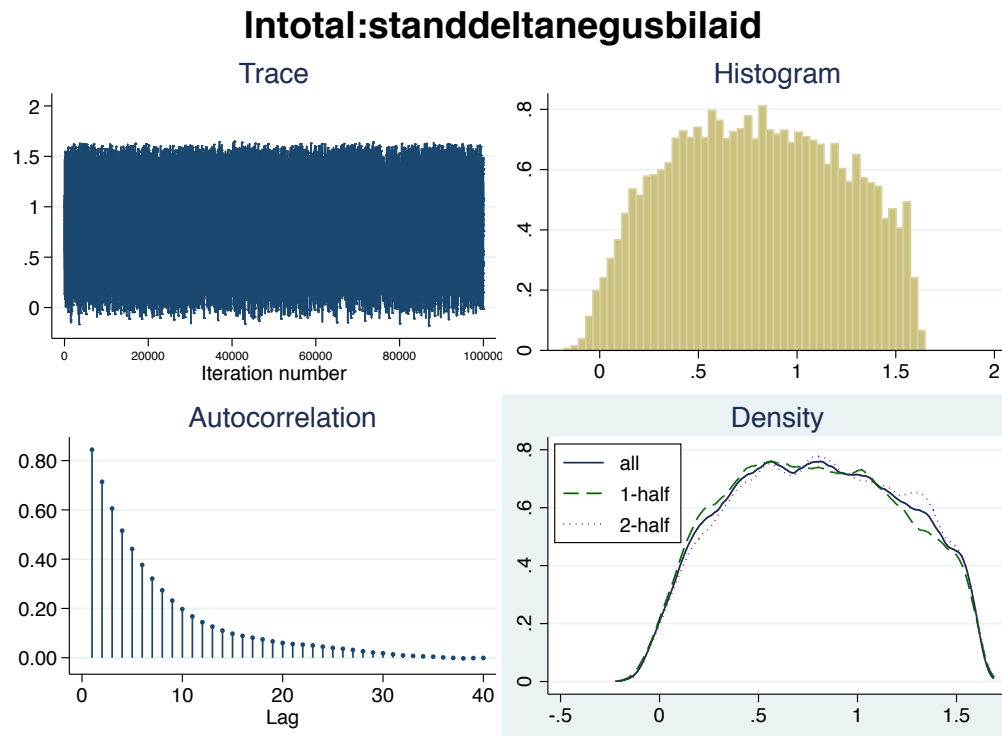 lntotal:standdeltanegusbilaid
Trace
2
1.5
1
.5
0
0 20000 40000 60000 80000 100000
Iteration number
Histogram
.8
.6
.4
.2
0
0 .5 1 1.5 2
Autocorrelation
0.80
0.60
0.40
0.20
0.00
0 10 20 30 40
Lag
Density
.8
.6
.4
.2
0
all
1-half
2-half
-.5 0 .5 1 1.5